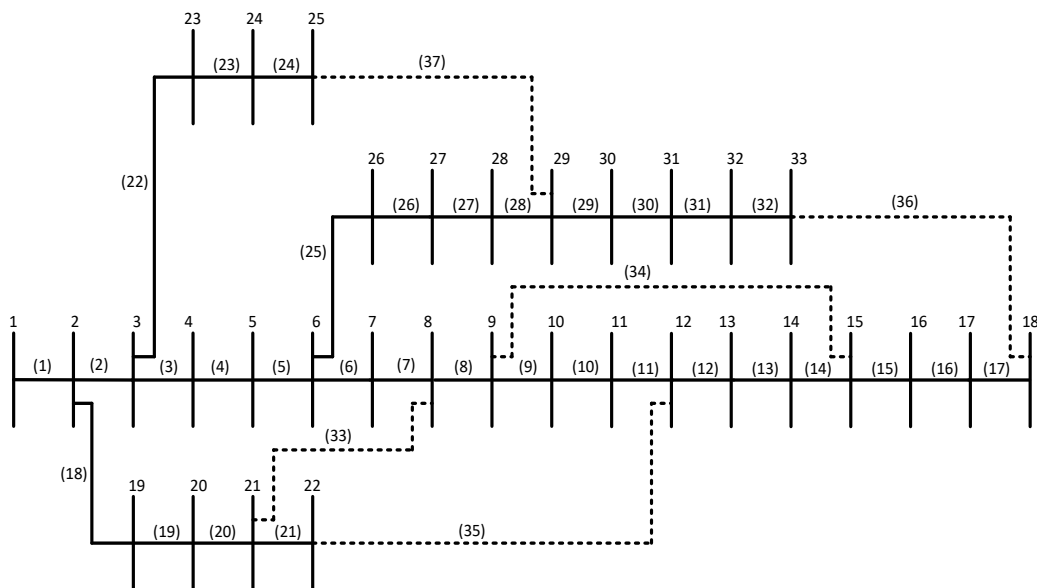 23 24 25
(23) (24) (37)
26 27 28 29 30 31 32 33
(22)
(26) (27) (28) (29) (30) (31) (32) (36)
(25)
(34)
1 2 3 4 5 6 7 8 9 10 11 12 13 14 15 16 17 18
(1) (2) (3) (4) (5) (6) (7) (8) (9) (10) (11) (12) (13) (14) (15) (16) (17)
(33)
(18)
19 20 21 22
(19) (20) (21) (35)